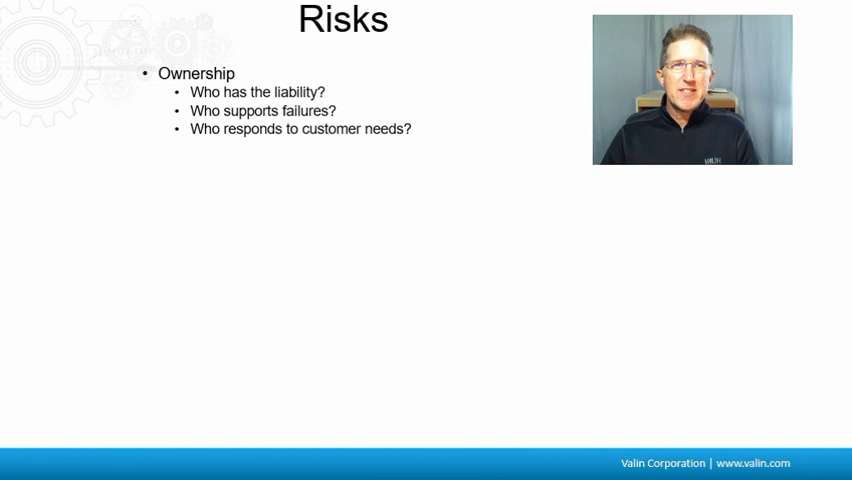 Risks
• Ownership
• Who has the liability?
• Who supports failures?
• Who responds to customer needs?
VALIN
Valin Corporation | www.valin.com